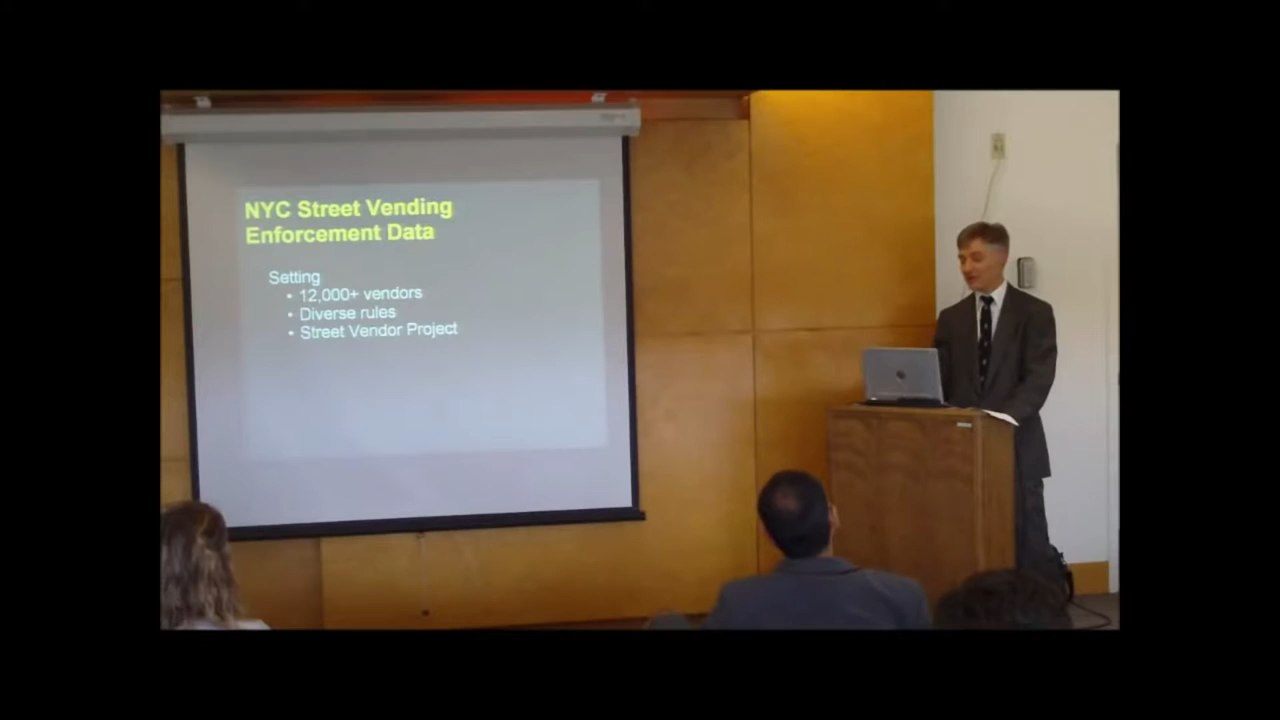 NYC Street Vending
Enforcement Data
Setting
• 12,000+ vendors
• Diverse rules
• Street Vendor Project